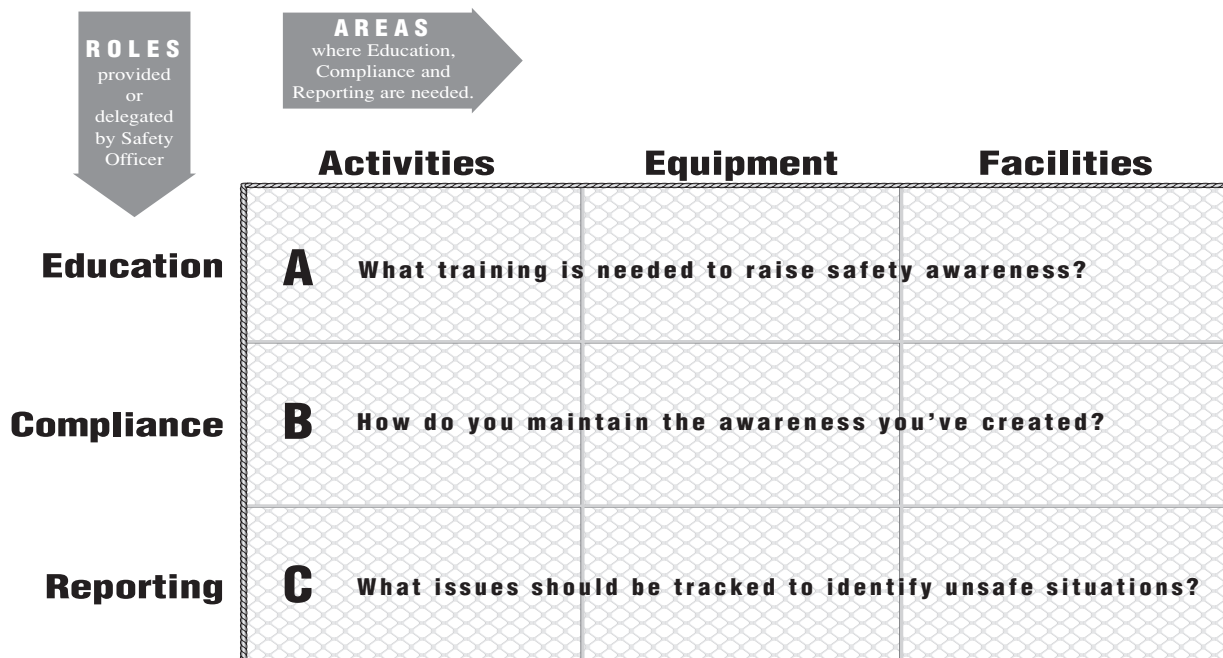 ROLES
provided
or
delegated
by Safety
Officer
AREAS
where Education,
Compliance and
Reporting are needed.
Activities Equipment Facilities
Education A What training is needed to raise safety awareness?
Compliance B How do you maintain the awareness you've created?
Reporting C What issues should be tracked to identify unsafe situations?